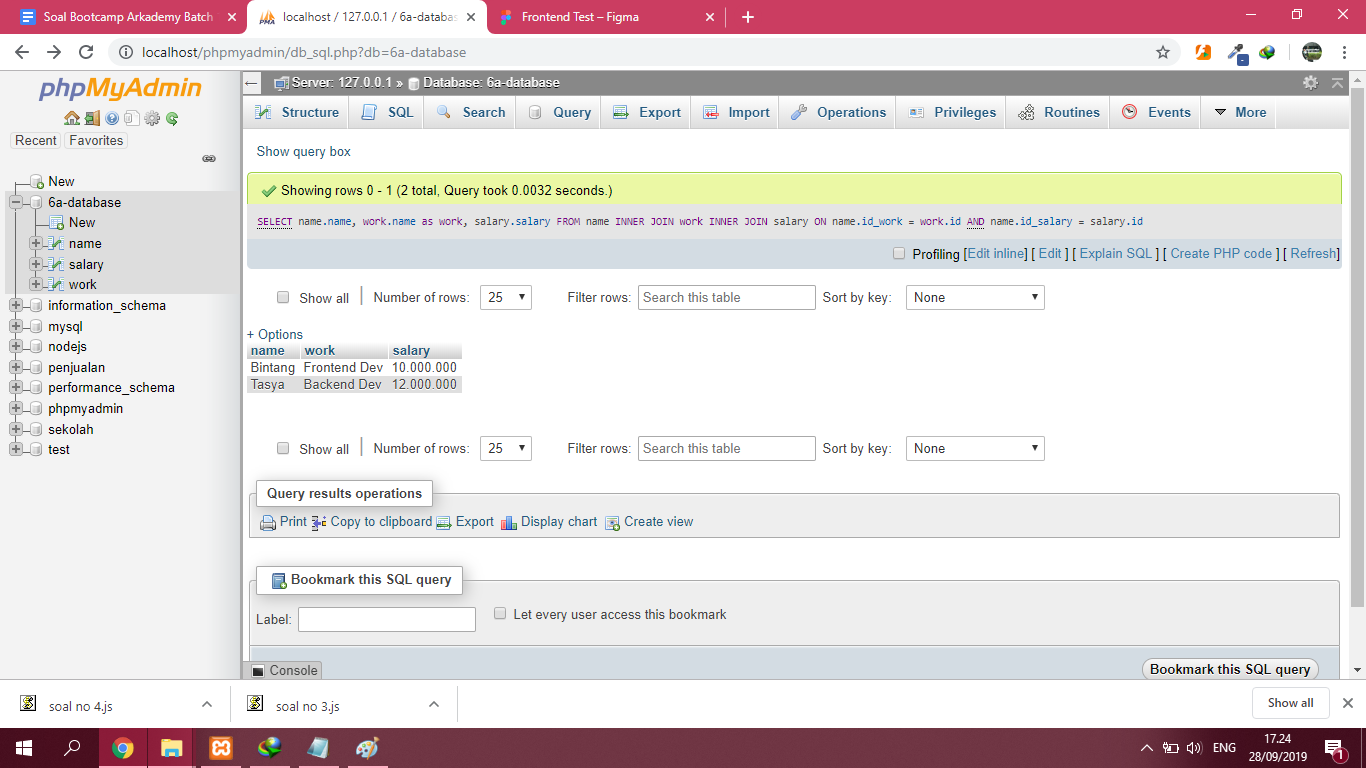 Soal Bootcamp Arkademy Batch
localhost / 127.0.0.1 / 6a-databas
Frontend Test – Figma
localhost/phpmyadmin/db_sql.php?db=6a-database
phpMyAdmin
Recent Favorites
New
6a-database
New
name
salary
work
information_schema
mysql
nodejs
penjualan
performance_schema
phpmyadmin
sekolah
test
Server: 127.0.0.1 » Database: 6a-database
Structure SQL Search Query Export Import Operations Privileges Routines Events More
Show query box
Showing rows 0 - 1 (2 total, Query took 0.0032 seconds.)
SELECT name.name, work.name as work, salary.salary FROM name INNER JOIN work INNER JOIN salary ON name.id_work = work.id AND name.id_salary = salary.id
Profiling [Edit inline] [ Edit ] [ Explain SQL ] [ Create PHP code ] [ Refresh]
Show all | Number of rows: 25 Filter rows: Search this table Sort by key: None
+ Options
name work salary
Bintang Frontend Dev 10.000.000
Tasya Backend Dev 12.000.000
Show all | Number of rows: 25 Filter rows: Search this table Sort by key: None
Query results operations
Print Copy to clipboard Export Display chart Create view
Bookmark this SQL query
Label: Let every user access this bookmark
Console
Bookmark this SQL query
soal no 4.js
soal no 3.js
Show all
ENG
17.24
28/09/2019
1